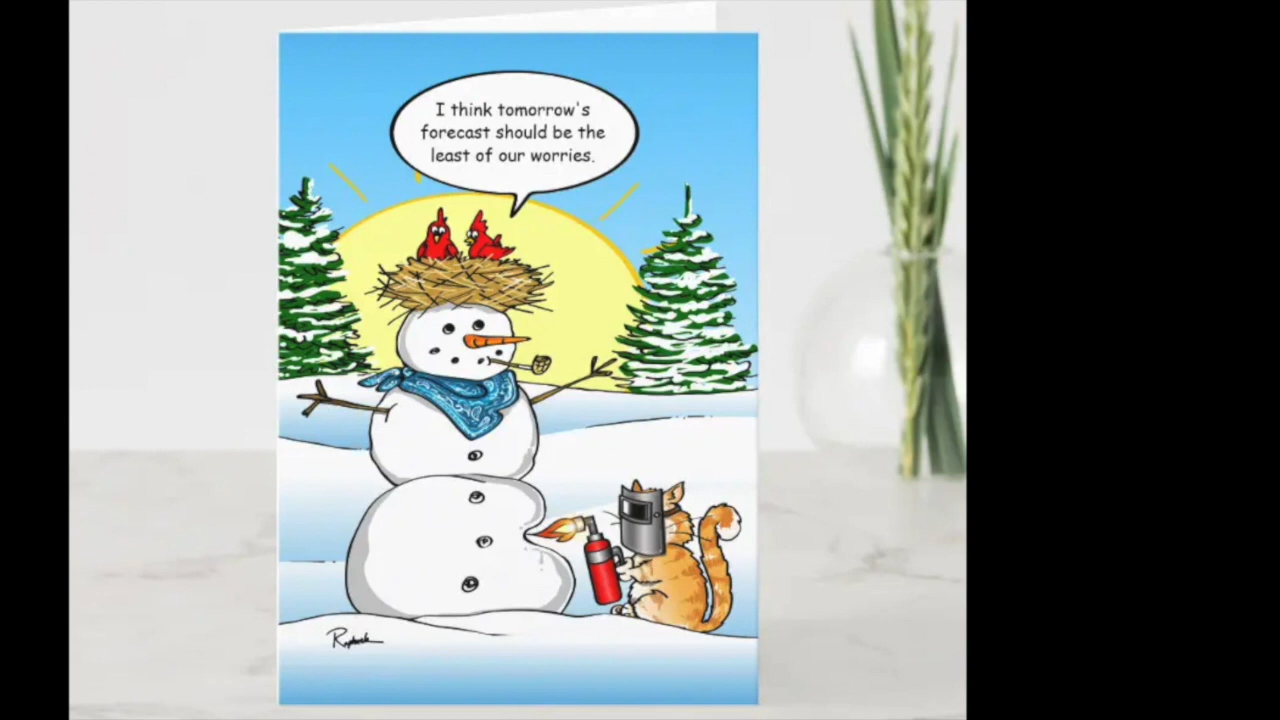 I think tomorrow's
forecast should be the
least of our worries.